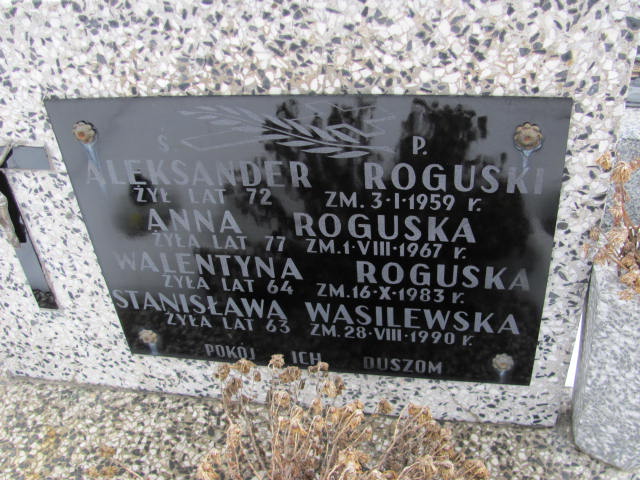 Ś. P.
ALEKSANDER ROGUSKI
ŻYŁ LAT 72 ZM. 3-I-1959 r.
ANNA ROGUSKA
ŻYŁA LAT 77 ZM. 1-VIII-1967 r.
WALENTYNA ROGUSKA
ŻYŁA LAT 64 ZM. 16-X-1983 r.
STANISŁAWA WASILEWSKA
ŻYŁA LAT 63 ZM. 28-VIII-1990 r.
POKÓJ ICH DUSZOM